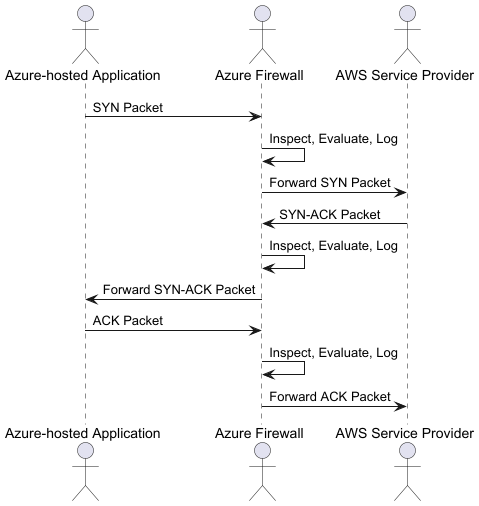 Azure-hosted Application Azure Firewall AWS Service Provider
SYN Packet
Inspect, Evaluate, Log
Forward SYN Packet
SYN-ACK Packet
Inspect, Evaluate, Log
Forward SYN-ACK Packet
ACK Packet
Inspect, Evaluate, Log
Forward ACK Packet
Azure-hosted Application Azure Firewall AWS Service Provider